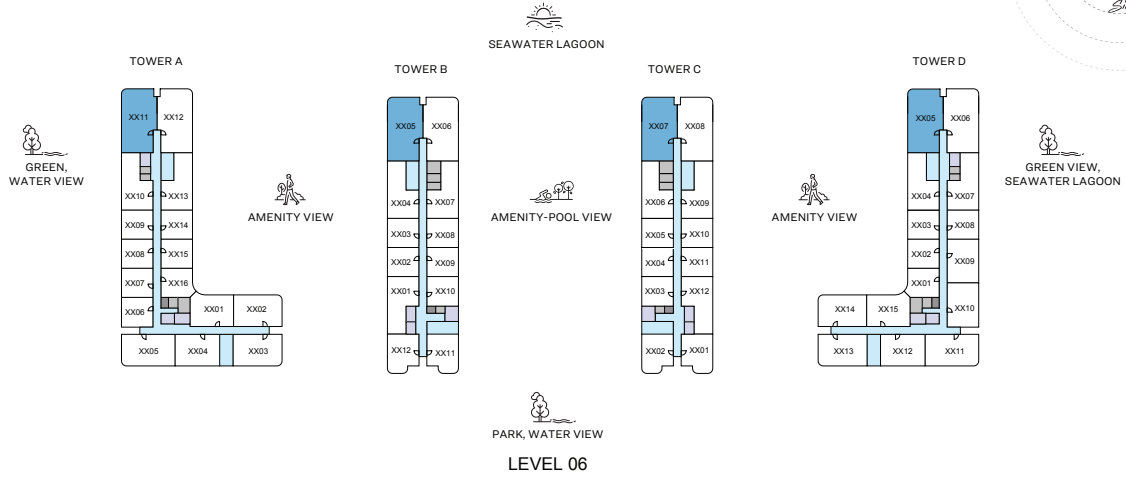 SEAWATER LAGOON
TOWER A
TOWER B
TOWER C
TOWER D
XX11
XX12
XX10
XX13
XX09
XX14
XX08
XX15
XX07
XX16
XX06
XX01
XX02
XX05
XX04
XX03
XX05
XX06
XX04
XX07
XX03
XX08
XX02
XX09
XX01
XX10
XX12
XX11
XX07
XX08
XX06
XX09
XX05
XX10
XX04
XX11
XX03
XX12
XX02
XX01
XX05
XX06
XX04
XX07
XX03
XX08
XX02
XX09
XX01
XX10
XX14
XX15
XX13
XX12
XX11
GREEN,
WATER VIEW
AMENITY VIEW
AMENITY-POOL VIEW
AMENITY VIEW
GREEN VIEW,
SEAWATER LAGOON
PARK, WATER VIEW
LEVEL 06